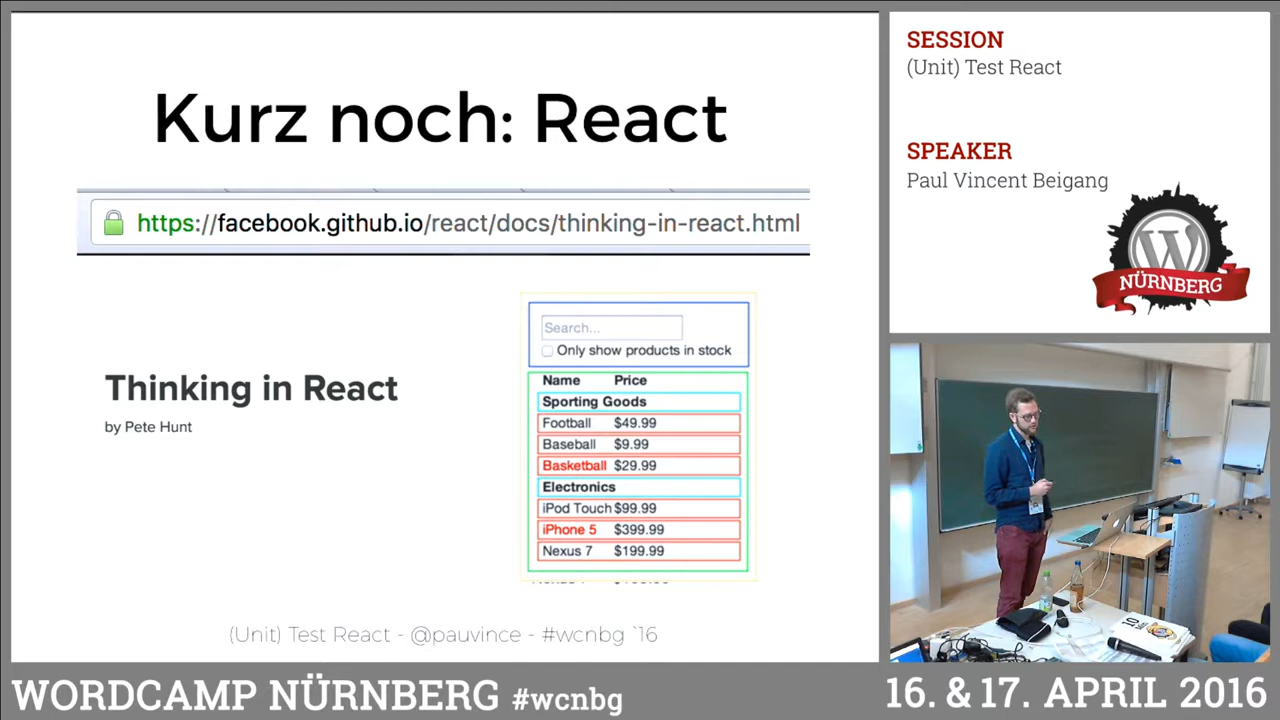 Kurz noch: React
https://facebook.github.io/react/docs/thinking-in-react.html
Thinking in React
by Pete Hunt
Search...
Only show products in stock
Name Price
Sporting Goods
Football $49.99
Baseball $9.99
Basketball $29.99
Electronics
iPod Touch $99.99
iPhone 5 $399.99
Nexus 7 $199.99
(Unit) Test React - @pauvince - #wcnbg `16
SESSION
(Unit) Test React
SPEAKER
Paul Vincent Beigang
W
NÜRNBERG
WORDCAMP NÜRNBERG #wcnbg
16. & 17. APRIL 2016